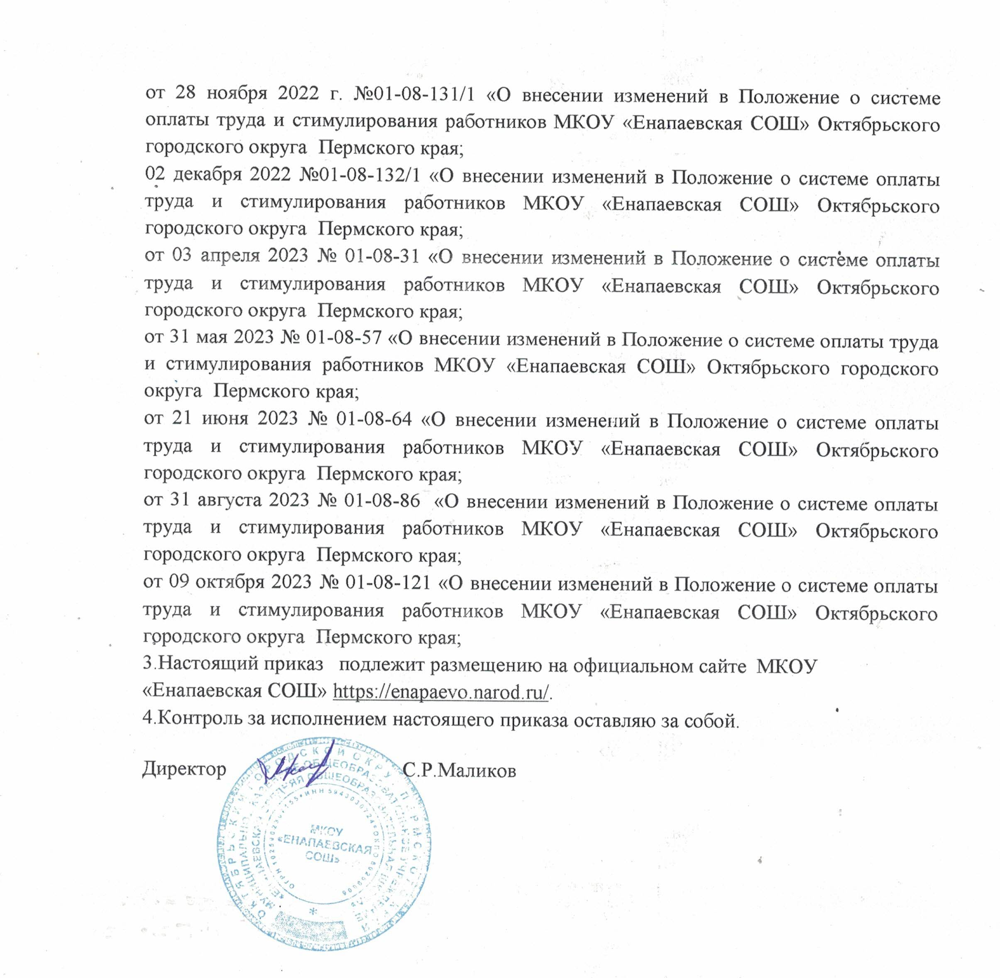 от 28 ноября 2022 г. №01-08-131/1 «О внесении изменений в Положение о системе
оплаты труда и стимулирования работников МКОУ «Енапаевская СОШ» Октябрьского
городского округа Пермского края;
02 декабря 2022 №01-08-132/1 «О внесении изменений в Положение о системе оплаты
труда и стимулирования работников МКОУ «Енапаевская СОШ» Октябрьского
городского округа Пермского края;
от 03 апреля 2023 № 01-08-31 «О внесении изменений в Положение о системе оплаты
труда и стимулирования работников МКОУ «Енапаевская СОШ» Октябрьского
городского округа Пермского края;
от 31 мая 2023 № 01-08-57 «О внесении изменений в Положение о системе оплаты труда
и стимулирования работников МКОУ «Енапаевская СОШ» Октябрьского городского
округа Пермского края;
от 21 июня 2023 № 01-08-64 «О внесении изменений в Положение о системе оплаты
труда и стимулирования работников МКОУ «Енапаевская СОШ» Октябрьского
городского округа Пермского края;
от 31 августа 2023 № 01-08-86 «О внесении изменений в Положение о системе оплаты
труда и стимулирования работников МКОУ «Енапаевская СОШ» Октябрьского
городского округа Пермского края;
от 09 октября 2023 № 01-08-121 «О внесении изменений в Положение о системе оплаты
труда и стимулирования работников МКОУ «Енапаевская СОШ» Октябрьского
городского округа Пермского края;
3.Настоящий приказ подлежит размещению на официальном сайте МКОУ
«Енапаевская СОШ» https://enapaevo.narod.ru/.
4.Контроль за исполнением настоящего приказа оставляю за собой.
Директор С.Р.Маликов
МКОУ
«ЕНАПАЕВСКАЯ
СОШ»